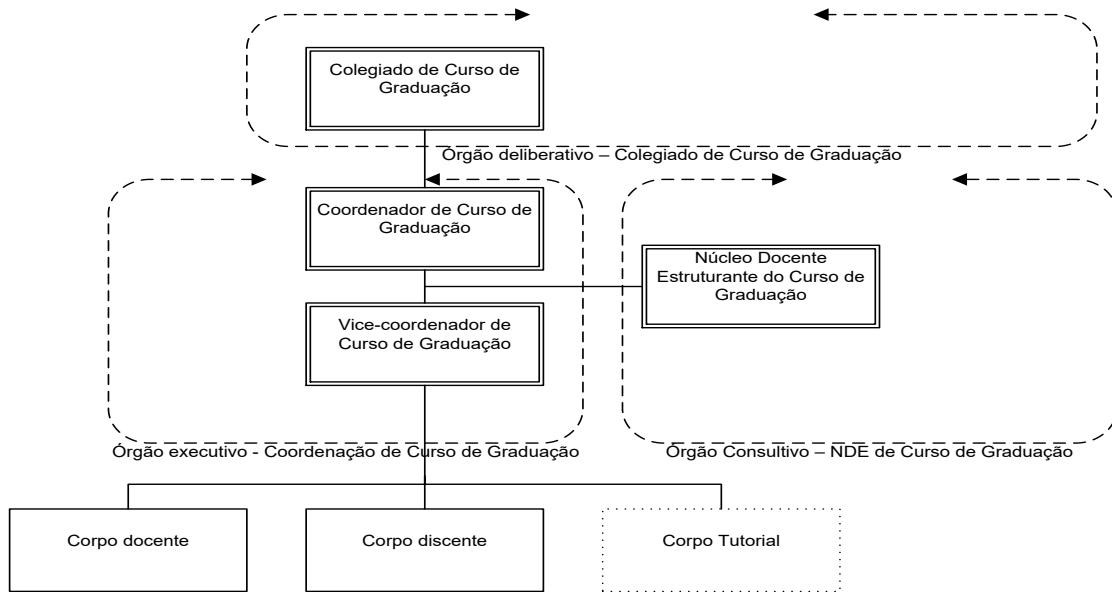 Colegiado de Curso de
Graduação
Órgão deliberativo – Colegiado de Curso de Graduação
Coordenador de Curso de
Graduação
Núcleo Docente
Estruturante do Curso de
Graduação
Vice-coordenador de
Curso de Graduação
Órgão executivo - Coordenação de Curso de Graduação
Órgão Consultivo – NDE de Curso de Graduação
Corpo docente
Corpo discente
Corpo Tutorial